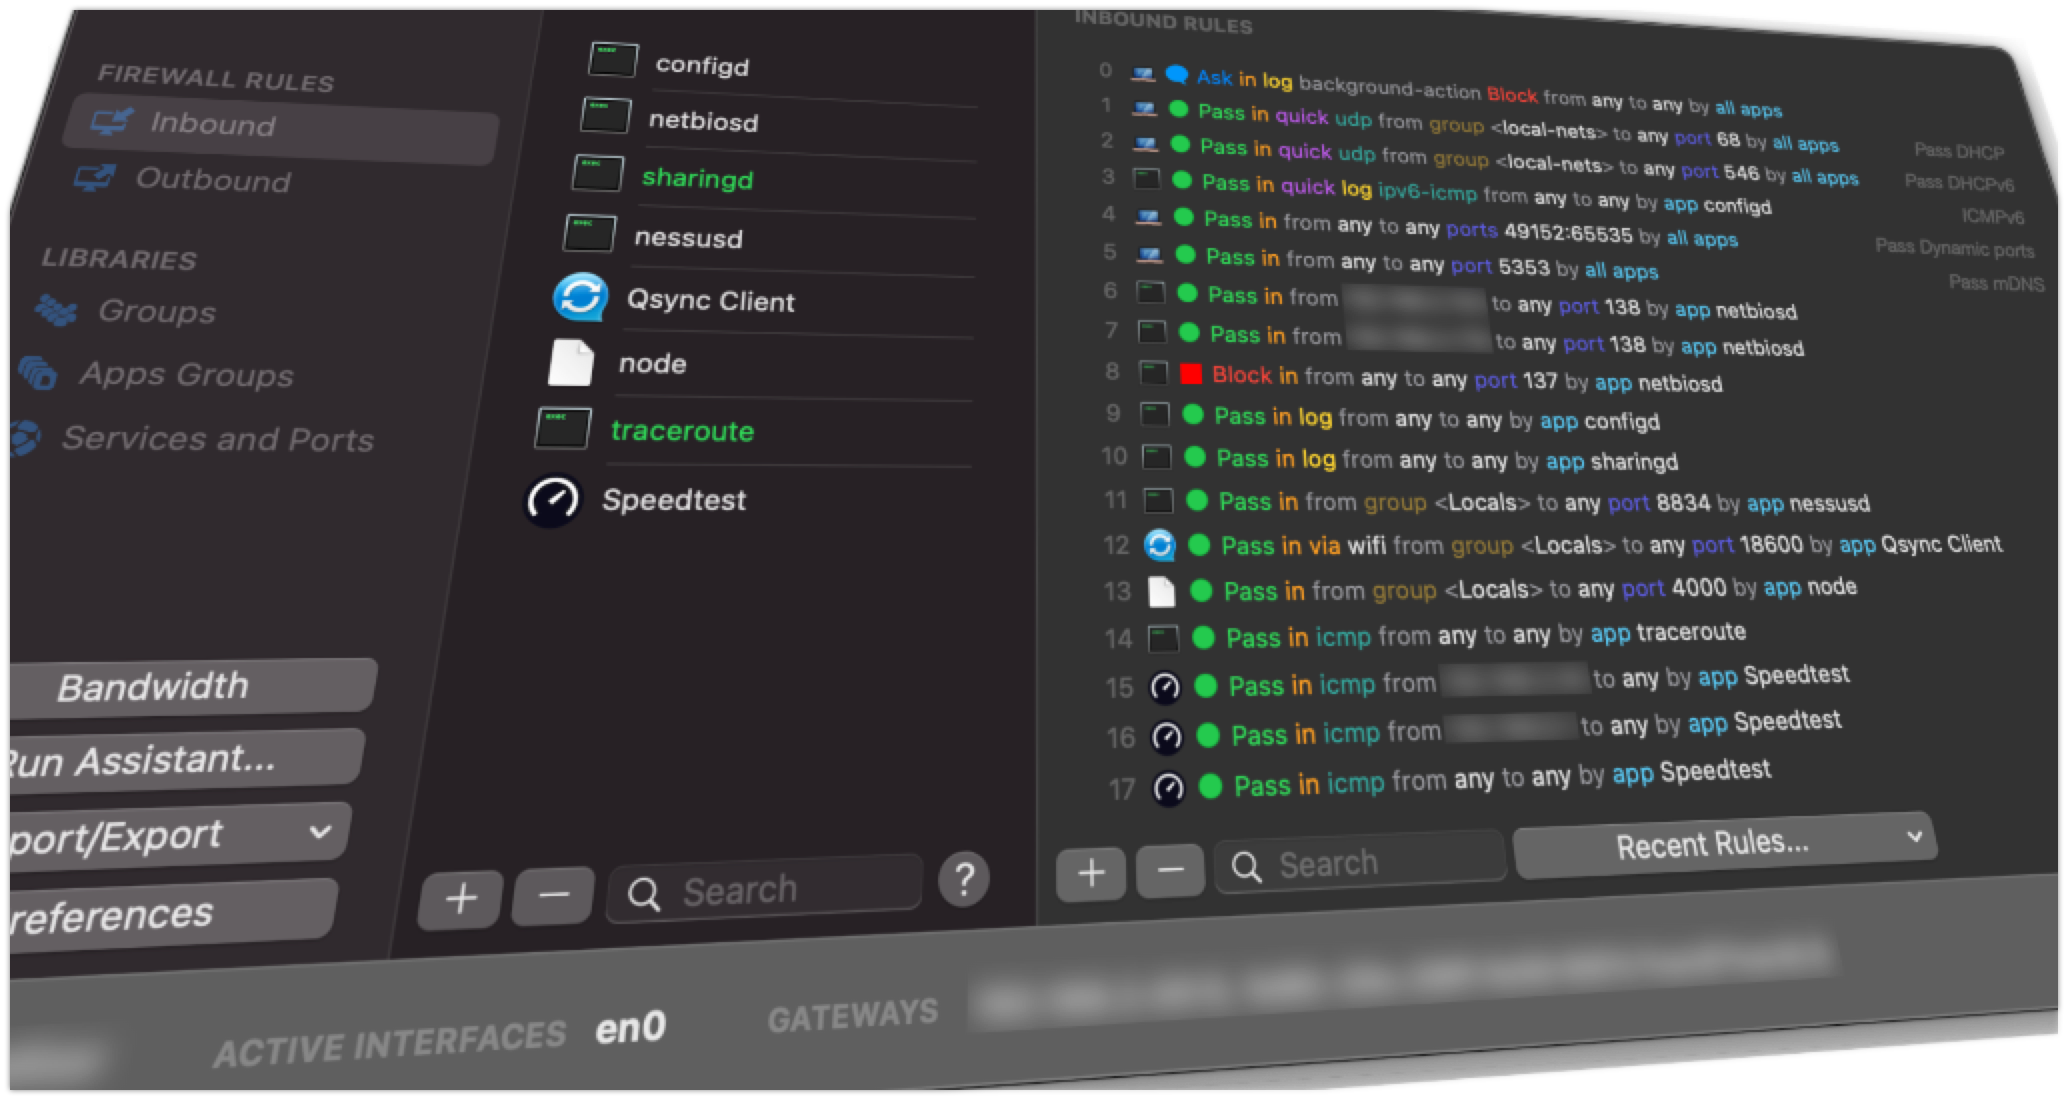 FIREWALL RULES
Inbound
Outbound
LIBRARIES
Groups
Apps Groups
Services and Ports
Bandwidth
Run Assistant...
port/Export
references
configd
netbiosd
sharingd
nessusd
Qsync Client
node
traceroute
Speedtest
Search
?
INBOUND RULES
0 Ask in log background-action Block from any to any by all apps
1 Pass in quick udp from group <local-nets> to any port 68 by all apps Pass DHCP
2 Pass in quick udp from group <local-nets> to any port 546 by all apps Pass DHCPv6
3 Pass in quick log ipv6-icmp from any to any by app configd ICMPv6
4 Pass in from any to any ports 49152:65535 by all apps Pass Dynamic ports
5 Pass in from any to any port 5353 by all apps Pass mDNS
6 Pass in from to any port 138 by app netbiosd
7 Pass in from to any port 138 by app netbiosd
8 Block in from any to any port 137 by app netbiosd
9 Pass in log from any to any by app configd
10 Pass in log from any to any by app sharingd
11 Pass in from group <Locals> to any port 8834 by app nessusd
12 Pass in via wifi from group <Locals> to any port 18600 by app Qsync Client
13 Pass in from group <Locals> to any port 4000 by app node
14 Pass in icmp from any to any by app traceroute
15 Pass in icmp from to any by app Speedtest
16 Pass in icmp from to any by app Speedtest
17 Pass in icmp from any to any by app Speedtest
Search
Recent Rules...
ACTIVE INTERFACES en0 GATEWAYS